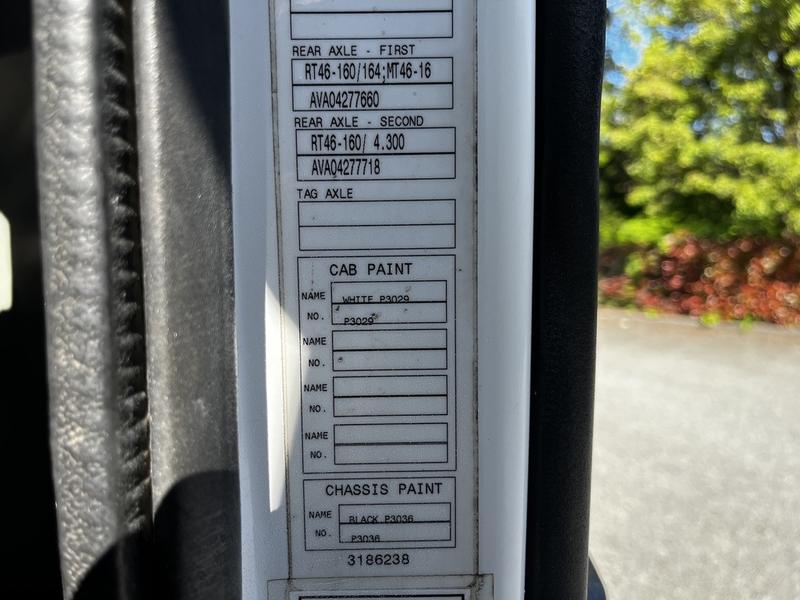 REAR AXLE - FIRST
RT46-160/164;MT46-16
AVA04277660
REAR AXLE - SECOND
RT46-160/ 4.300
AVA04277718
TAG AXLE
CAB PAINT
NAME WHITE P3029
NO. P3029
NAME
NO.
NAME
NO.
NAME
NO.
CHASSIS PAINT
NAME BLACK P3036
NO. P3036
3186238